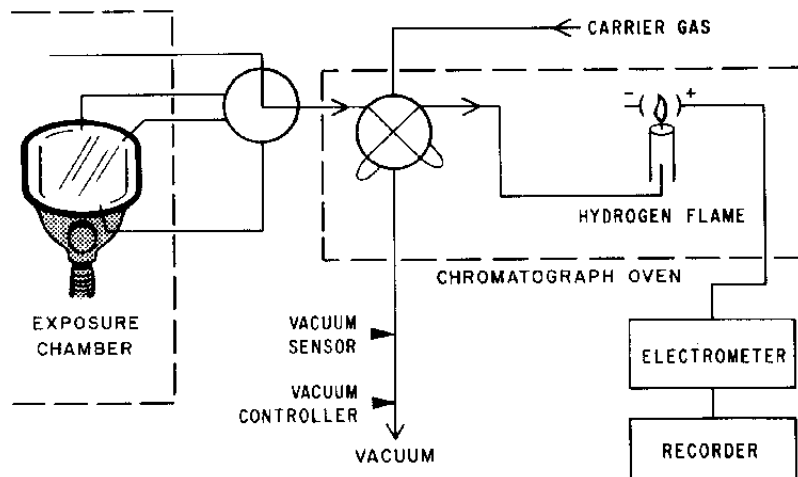 CARRIER GAS
- +
HYDROGEN FLAME
CHROMATOGRAPH OVEN
EXPOSURE
CHAMBER
VACUUM
SENSOR
VACUUM
CONTROLLER
VACUUM
ELECTROMETER
RECORDER